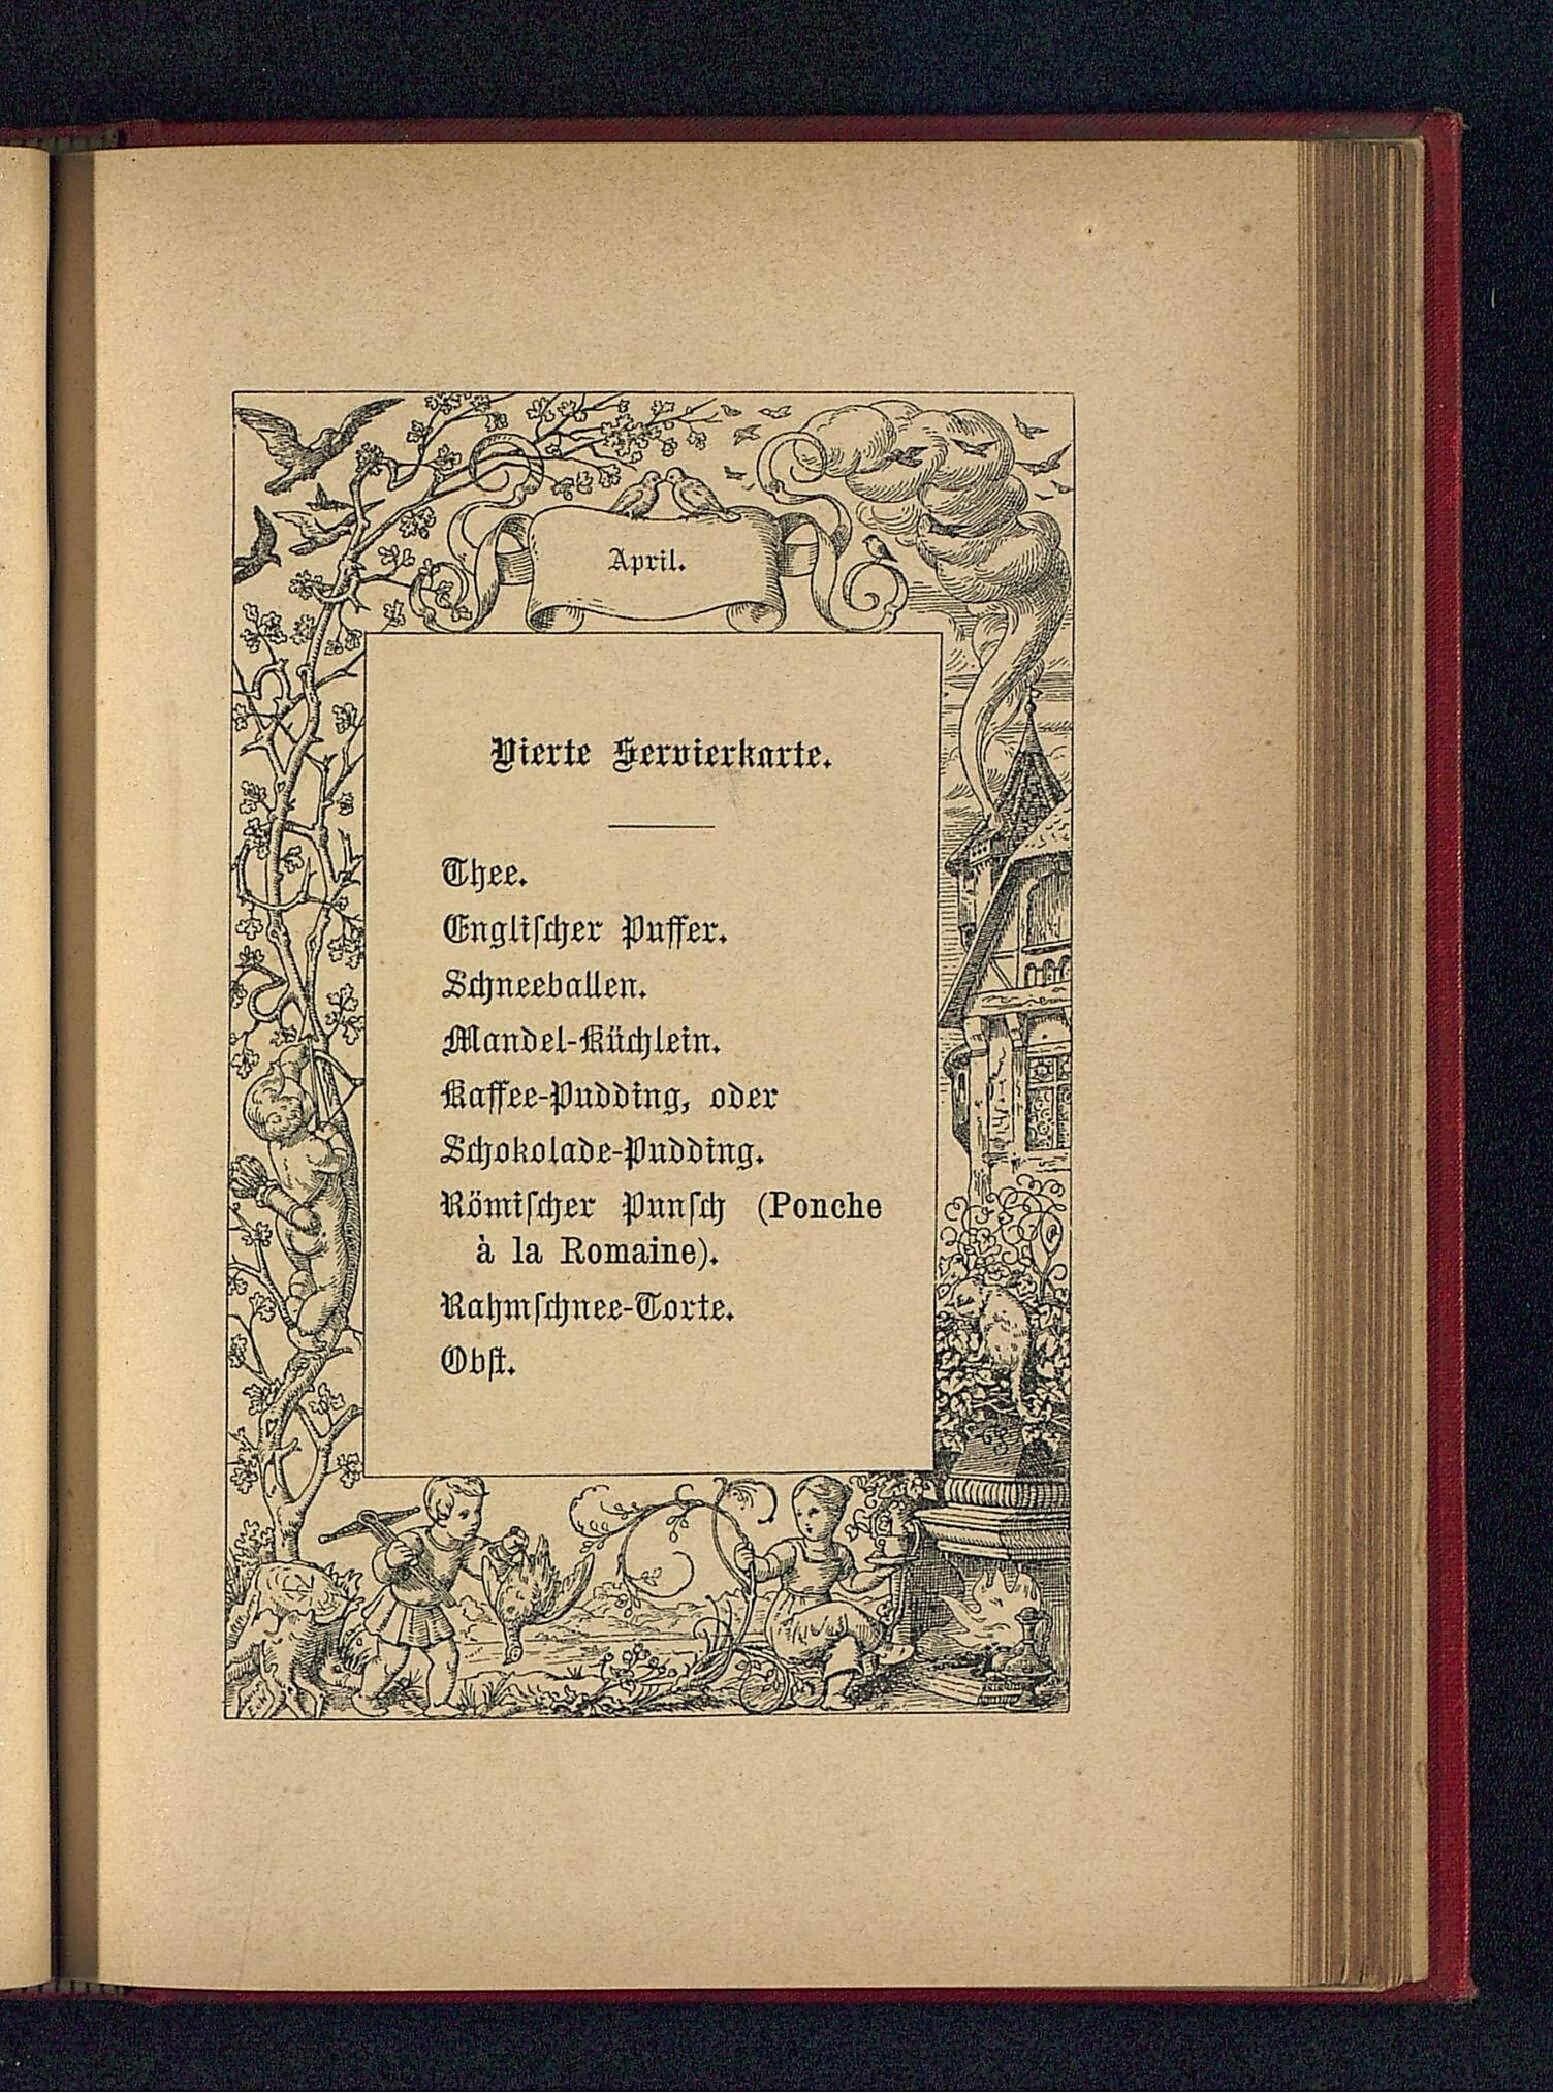 April.
Vierte Servierkarte.
Thee.
Engliſcher Puffer.
Schneeballen.
Mandel-Küchlein.
Kaffee-Pudding, oder
Schokolade-Pudding.
Römiſcher Punſch (Ponche
à la Romaine).
Rahmſchnee-Torte.
Obſt.